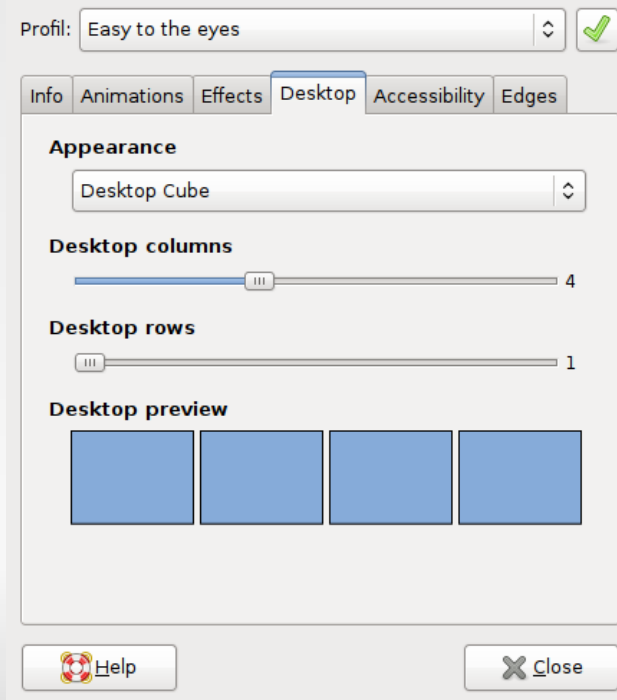 Profil: Easy to the eyes
Info Animations Effects Desktop Accessibility Edges
Appearance
Desktop Cube
Desktop columns
4
Desktop rows
1
Desktop preview
Help Close